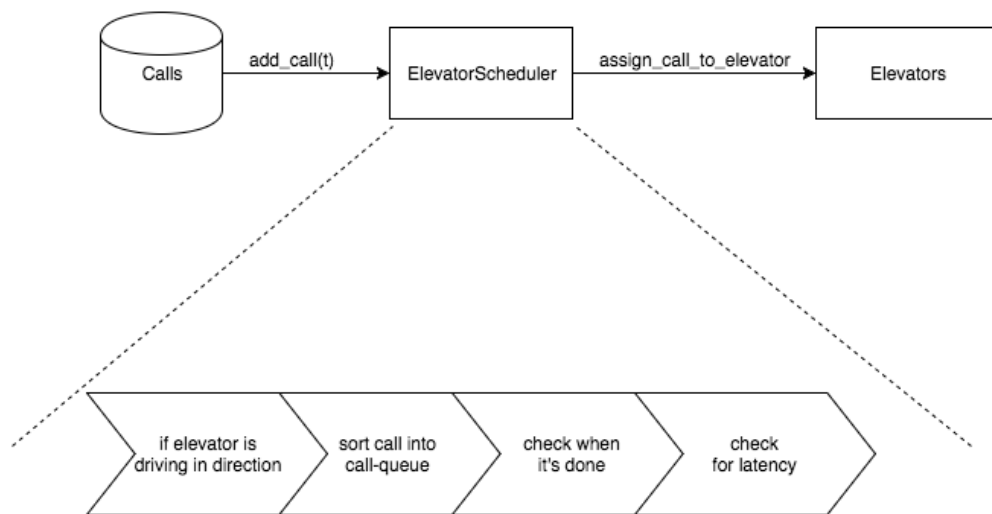 Calls
add_call(t)
ElevatorScheduler
assign_call_to_elevator
Elevators
if elevator is
driving in direction
sort call into
call-queue
check when
it's done
check
for latency